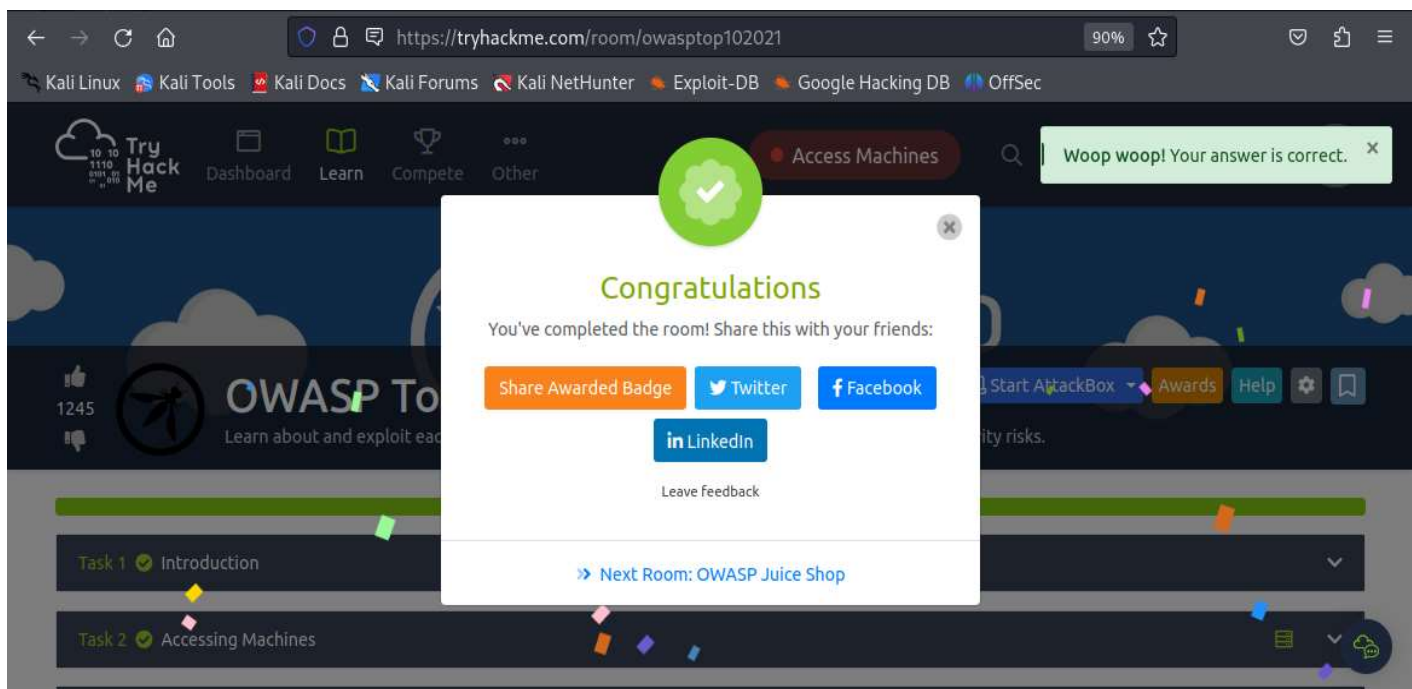 https://tryhackme.com/room/owasptop102021
90%
Kali Linux Kali Tools Kali Docs Kali Forums Kali NetHunter Exploit-DB Google Hacking DB OffSec
Try Hack Me
Dashboard Learn Compete Other
Access Machines
Woop woop! Your answer is correct.
Congratulations
You've completed the room! Share this with your friends:
Share Awarded Badge Twitter Facebook
LinkedIn
Leave feedback
Next Room: OWASP Juice Shop
1245
OWASP To
Learn about and exploit eac
ity risks.
Start AttackBox Awards Help
Task 1 Introduction
Task 2 Accessing Machines